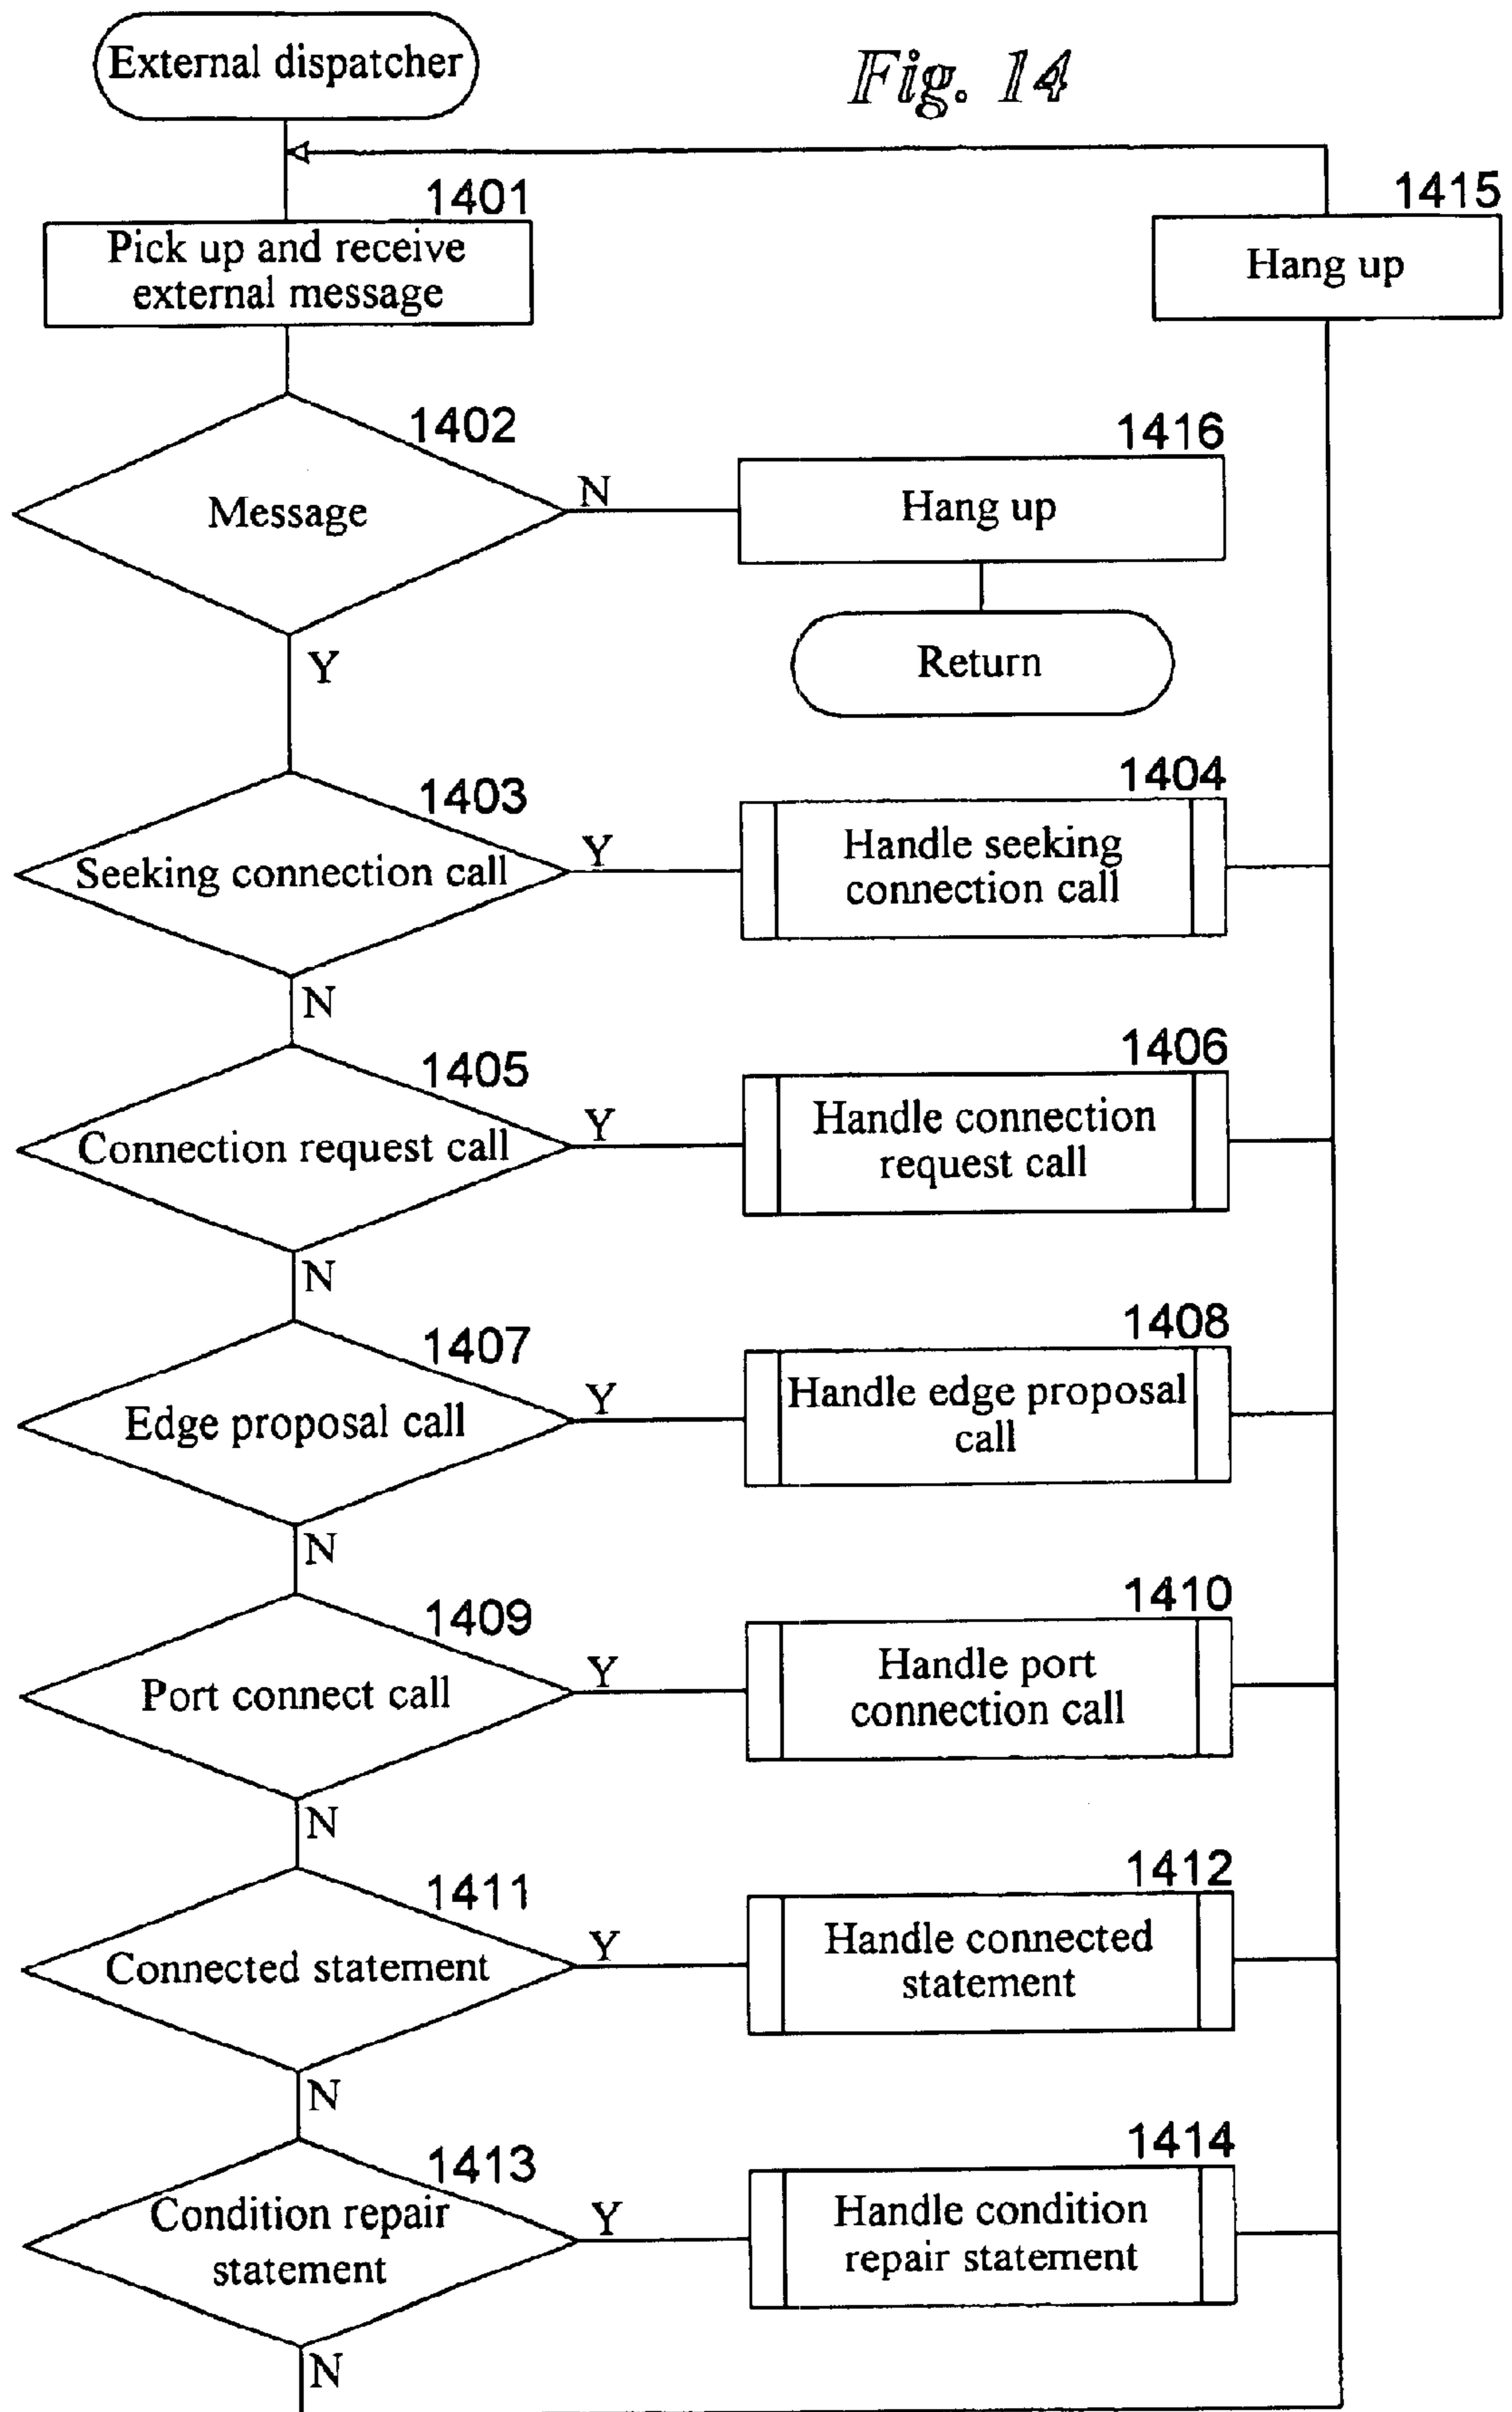 External dispatcher
Fig. 14
1401
Pick up and receive
external message
1415
Hang up
1402
Message
N
1416
Hang up
Return
Y
1403
Seeking connection call
Y
1404
Handle seeking
connection call
N
1405
Connection request call
Y
1406
Handle connection
request call
N
1407
Edge proposal call
Y
1408
Handle edge proposal
call
N
1409
Port connect call
Y
1410
Handle port
connection call
N
1411
Connected statement
Y
1412
Handle connected
statement
N
1413
Condition repair
statement
Y
1414
Handle condition
repair statement
N